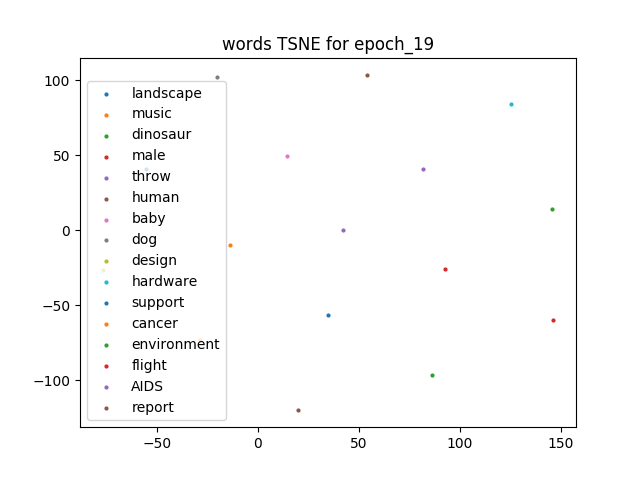 words TSNE for epoch_19
100
50
0
−50
−100
landscape
music
dinosaur
male
throw
human
baby
dog
design
hardware
support
cancer
environment
flight
AIDS
report
−50
0
50
100
150